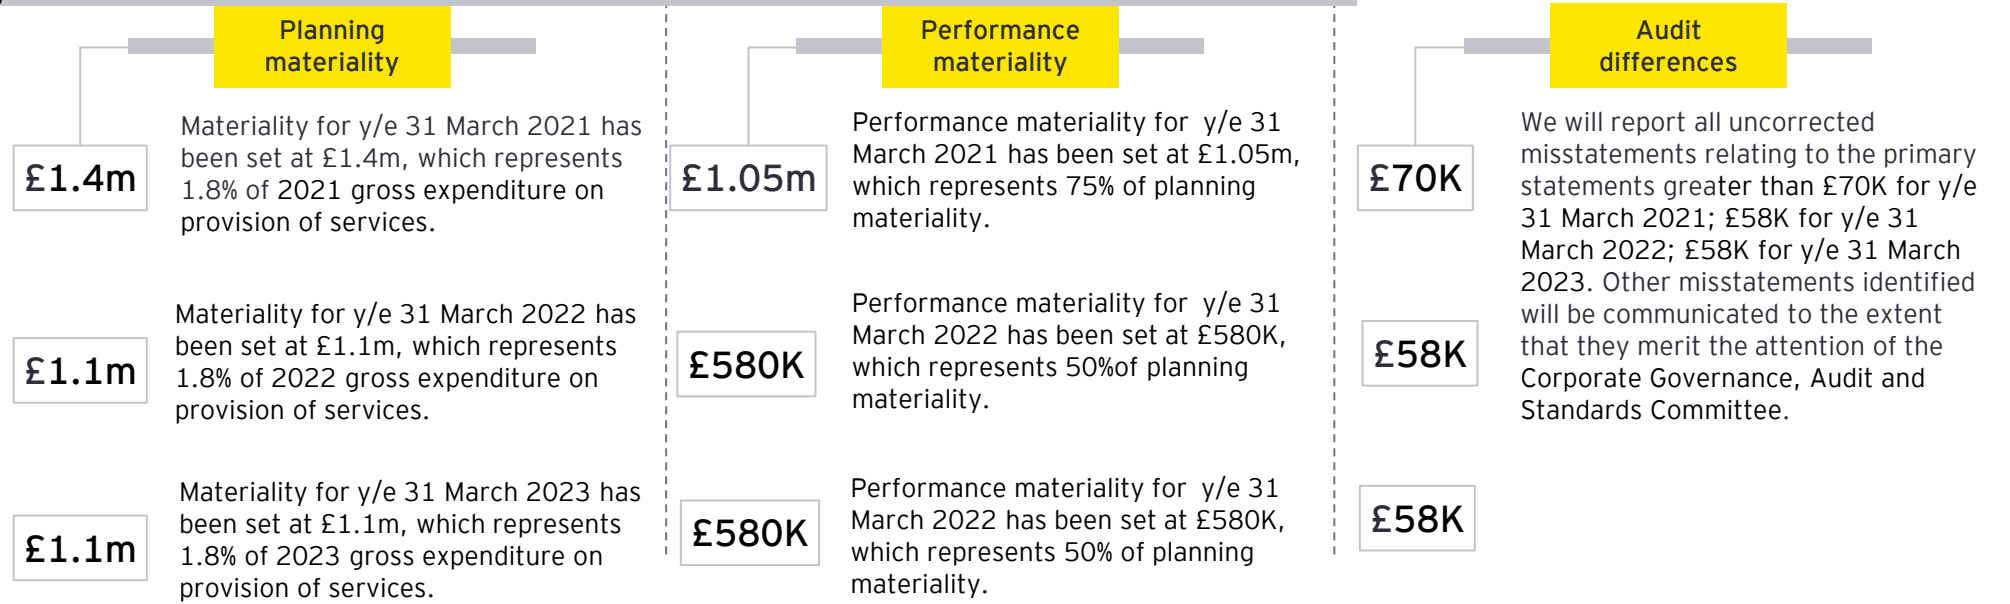 Planning
materiality
£1.4m
Materiality for y/e 31 March 2021 has
been set at £1.4m, which represents
1.8% of 2021 gross expenditure on
provision of services.
£1.1m
Materiality for y/e 31 March 2022 has
been set at £1.1m, which represents
1.8% of 2022 gross expenditure on
provision of services.
£1.1m
Materiality for y/e 31 March 2023 has
been set at £1.1m, which represents
1.8% of 2023 gross expenditure on
provision of services.
Performance
materiality
£1.05m
Performance materiality for y/e 31
March 2021 has been set at £1.05m,
which represents 75% of planning
materiality.
£580K
Performance materiality for y/e 31
March 2022 has been set at £580K,
which represents 50%of planning
materiality.
£580K
Performance materiality for y/e 31
March 2022 has been set at £580K,
which represents 50% of planning
materiality.
Audit
differences
£70K
£58K
£58K
We will report all uncorrected
misstatements relating to the primary
statements greater than £70K for y/e
31 March 2021; £58K for y/e 31
March 2022; £58K for y/e 31 March
2023. Other misstatements identified
will be communicated to the extent
that they merit the attention of the
Corporate Governance, Audit and
Standards Committee.